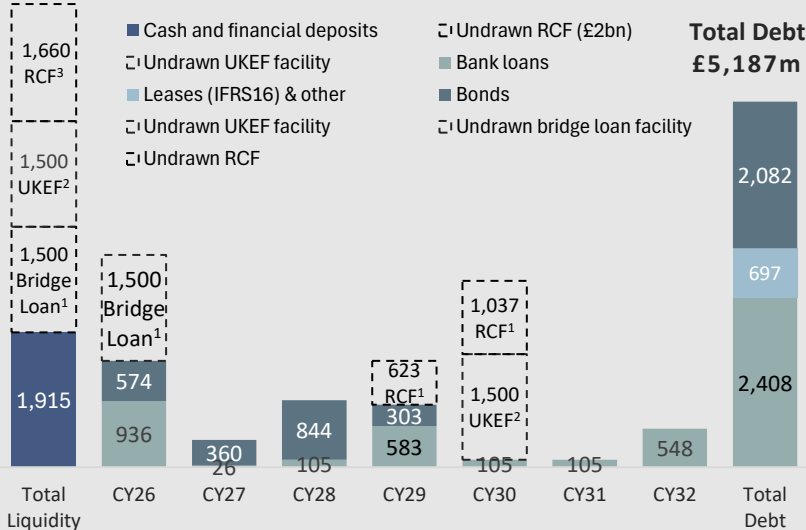 Cash and financial deposits
Undrawn RCF (£2bn)
Undrawn UKEF facility
Bank loans
Leases (IFRS16) & other
Bonds
Undrawn UKEF facility
Undrawn bridge loan facility
Undrawn RCF
Total Debt
£5,187m
1,660
RCF³
1,500
UKEF²
1,500
Bridge
Loan¹
1,915
1,500
Bridge
Loan¹
574
936
360
26
844
105
623
RCF¹
303
583
1,037
RCF¹
1,500
UKEF²
105
105
548
2,082
697
2,408
Total
Liquidity
CY26
CY27
CY28
CY29
CY30
CY31
CY32
Total
Debt